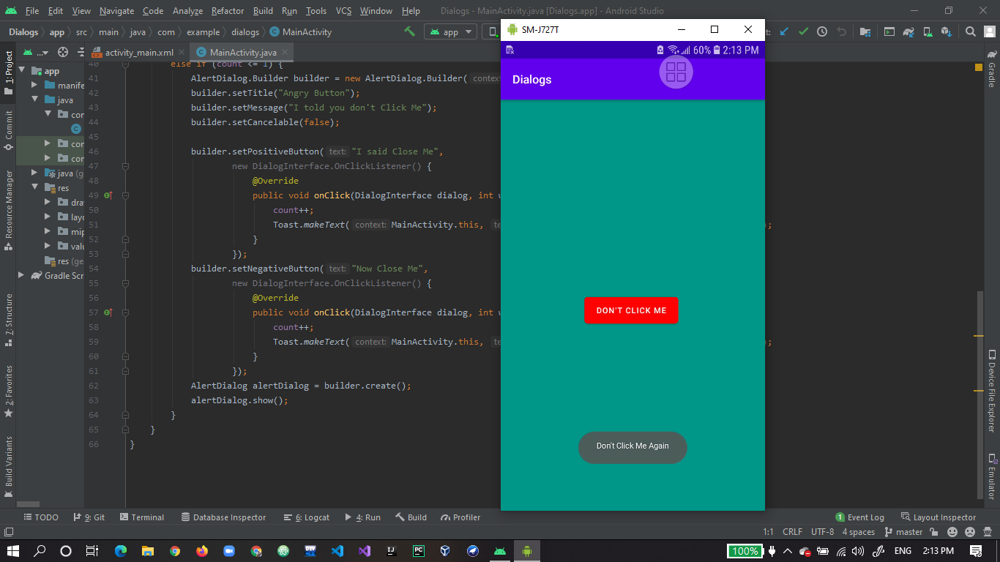 File Edit View Navigate Code Analyze Refactor Build Run Tools VCS Window Help Dialogs - MainActivity.java [Dialogs.app] - Android Studio
Dialogs app src main java com example dialogs MainActivity app
SM-J727T
activity_main.xml MainActivity.java
60% 2:13 PM
Dialogs
1: Project
Commit
Resource Manager
7: Structure
2: Favorites
Build Variants
...
app
manife
java
con
con
con
java (g
res
dra
layo
mip
valu
res (ge
Gradle Scr
40 else if (count <= 1) {
41 AlertDialog.Builder builder = new AlertDialog.Builder( context
42 builder.setTitle("Angry Button");
43 builder.setMessage("I told you don't Click Me");
44 builder.setCancelable(false);
45
46 builder.setPositiveButton( text: "I said Close Me",
47 new DialogInterface.OnClickListener() {
48 @Override
49 public void onClick(DialogInterface dialog, int w
50 count++;
51 Toast.makeText( context: MainActivity.this, te ;
52 }
53 });
54 builder.setNegativeButton( text: "Now Close Me",
55 new DialogInterface.OnClickListener() {
56 @Override
57 public void onClick(DialogInterface dialog, int w
58 count++;
59 Toast.makeText( context: MainActivity.this, te ;
60 }
61 });
62 AlertDialog alertDialog = builder.create();
63 alertDialog.show();
64 }
65 }
66 }
DON'T CLICK ME
Don't Click Me Again
Gradle
Device File Explorer
Emulator
TODO 9: Git Terminal Database Inspector 6: Logcat 4: Run Build Profiler 1 Event Log Layout Inspector
1:1 CRLF UTF-8 4 spaces master
DEV PC 100% ENG 2:13 PM